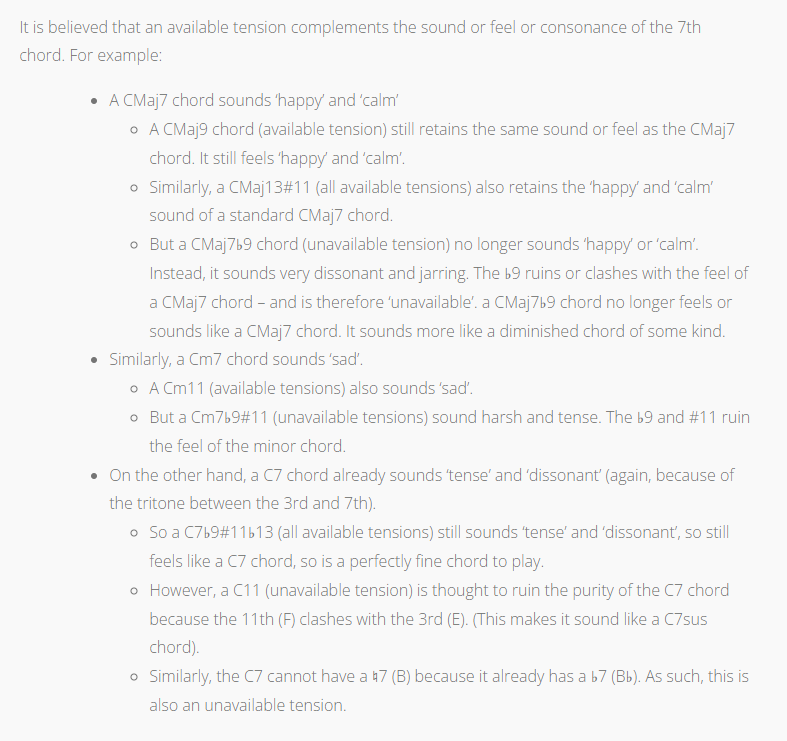 It is believed that an available tension complements the sound or feel or consonance of the 7th
chord. For example:
• A CMaj7 chord sounds ‘happy’ and ‘calm’
○ A CMaj9 chord (available tension) still retains the same sound or feel as the CMaj7
chord. It still feels ‘happy’ and ‘calm’.
○ Similarly, a CMaj13#11 (all available tensions) also retains the ‘happy’ and ‘calm’
sound of a standard CMaj7 chord.
○ But a CMaj7♭9 chord (unavailable tension) no longer sounds ‘happy’ or ‘calm’.
Instead, it sounds very dissonant and jarring. The ♭9 ruins or clashes with the feel of
a CMaj7 chord – and is therefore ‘unavailable’. a CMaj7♭9 chord no longer feels or
sounds like a CMaj7 chord. It sounds more like a diminished chord of some kind.
• Similarly, a Cm7 chord sounds ‘sad’.
○ A Cm11 (available tensions) also sounds ‘sad’.
○ But a Cm7♭9#11 (unavailable tensions) sound harsh and tense. The ♭9 and #11 ruin
the feel of the minor chord.
• On the other hand, a C7 chord already sounds ‘tense’ and ‘dissonant’ (again, because of
the tritone between the 3rd and 7th).
○ So a C7♭9#11♭13 (all available tensions) still sounds ‘tense’ and ‘dissonant’, so still
feels like a C7 chord, so is a perfectly fine chord to play.
○ However, a C11 (unavailable tension) is thought to ruin the purity of the C7 chord
because the 11th (F) clashes with the 3rd (E). (This makes it sound like a C7sus
chord).
○ Similarly, the C7 cannot have a ♮7 (B) because it already has a ♭7 (B♭). As such, this is
also an unavailable tension.